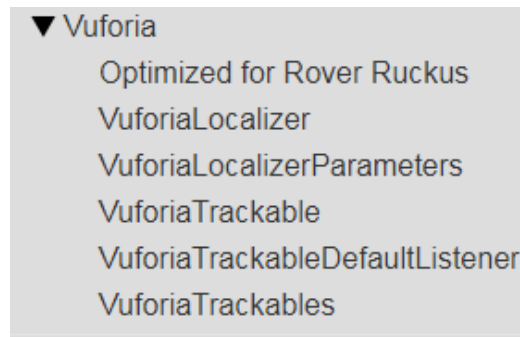 Vuforia
Optimized for Rover Ruckus
VuforiaLocalizer
VuforiaLocalizerParameters
VuforiaTrackable
VuforiaTrackableDefaultListener
VuforiaTrackables